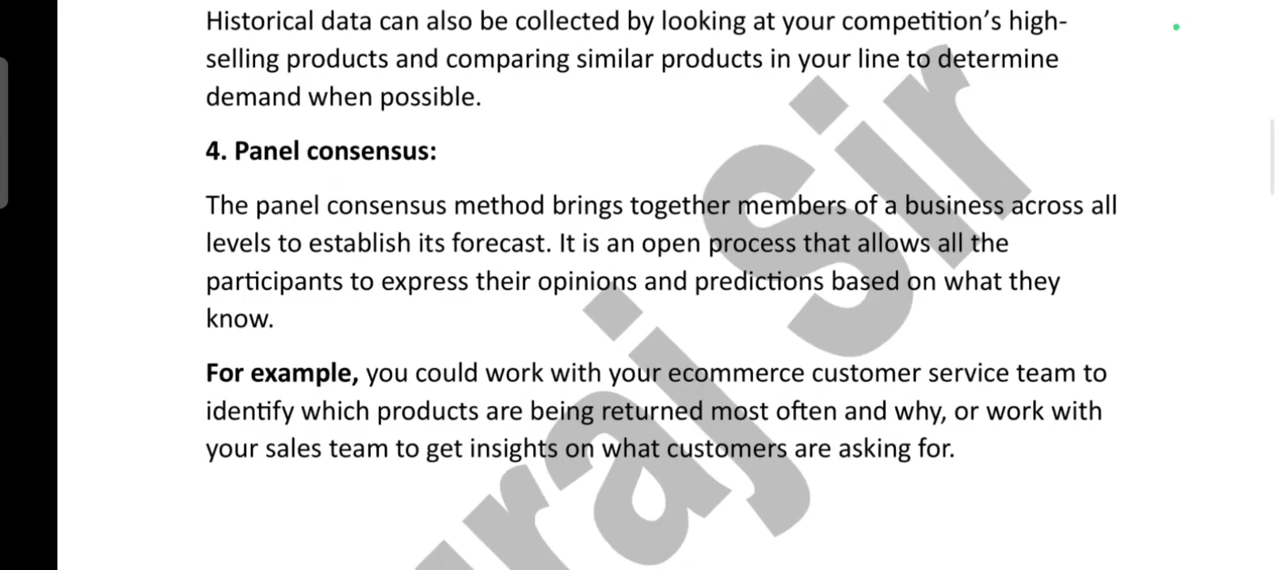 Historical data can also be collected by looking at your competition’s high-
selling products and comparing similar products in your line to determine
demand when possible.
4. Panel consensus:
The panel consensus method brings together members of a business across all
levels to establish its forecast. It is an open process that allows all the
participants to express their opinions and predictions based on what they
know.
For example, you could work with your ecommerce customer service team to
identify which products are being returned most often and why, or work with
your sales team to get insights on what customers are asking for.
Sir